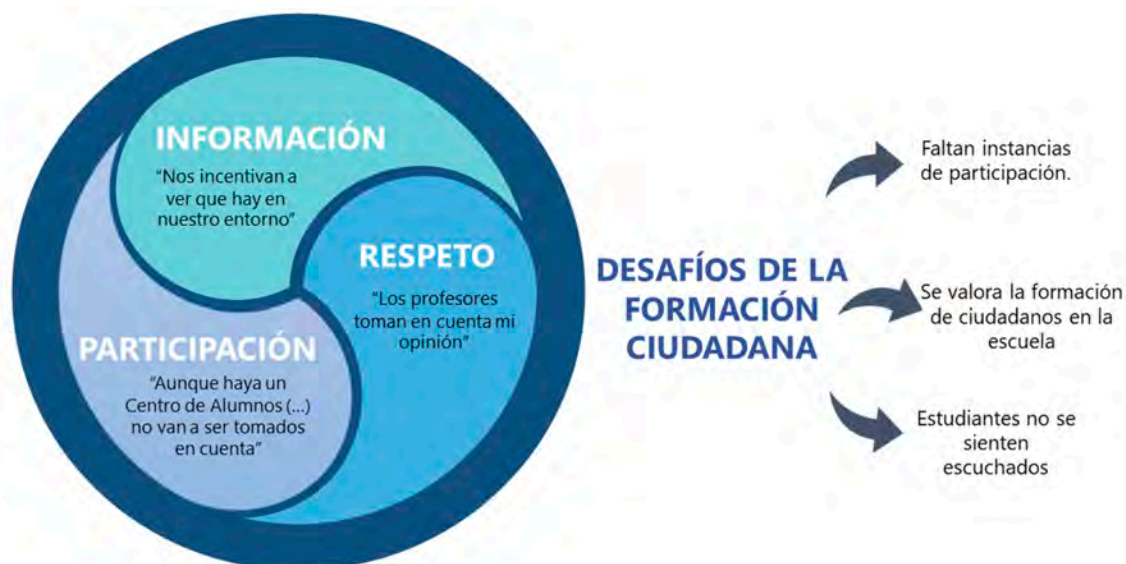 INFORMACIÓN
“Nos incentivan a
ver que hay en
nuestro entorno”
RESPETO
“Los profesores
toman en cuenta mi
opinión”
PARTICIPACIÓN
“Aunque haya un
Centro de Alumnos (...)
no van a ser tomados
en cuenta”
DESAFÍOS DE LA
FORMACIÓN
CIUDADANA
Faltan instancias
de participación.
Se valora la formación
de ciudadanos en la
escuela
Estudiantes no se
sienten
escuchados